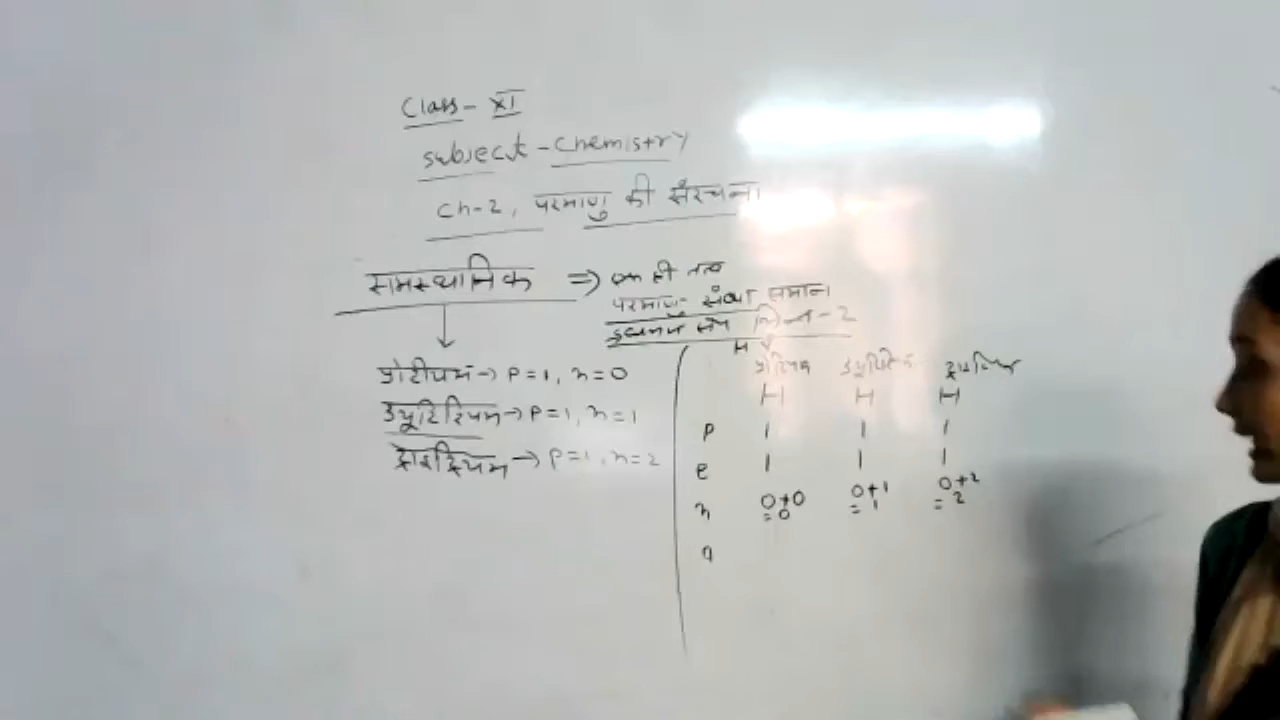 Class - XI
subject - chemistry
ch-2, परमाणु की संरचना
समस्थानिक ⇒ एक ही तत्व
परमाणु संख्या समान
भिन्न-2
H
प्रोटीयम → P=1, n=0
ड्यूटिरियम → P=1, n=1
ट्राइट्रियम → P=1, n=2
H H H
P 1 1 1
e 1 1 1
n 0+0 0+1 0+2
=0 =1 =2